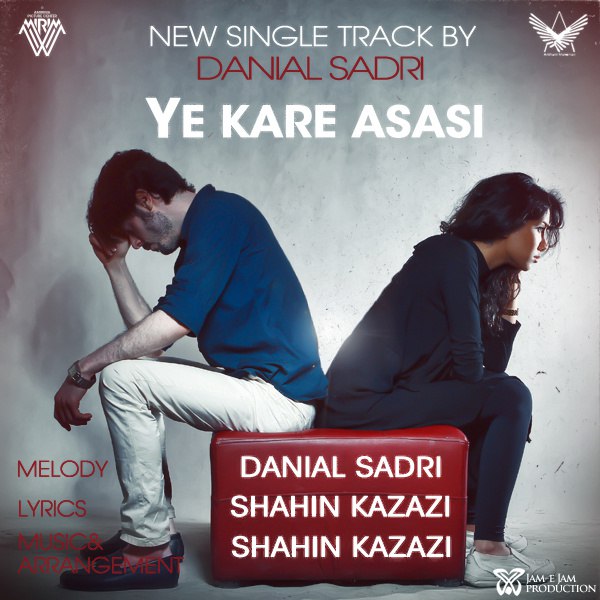 MIRIM
NEW SINGLE TRACK BY
DANIAL SADRI
YE KARE ASASI
MELODY DANIAL SADRI
LYRICS SHAHIN KAZAZI
MUSIC& ARRANGEMENT SHAHIN KAZAZI
JAM-E JAM
PRODUCTION